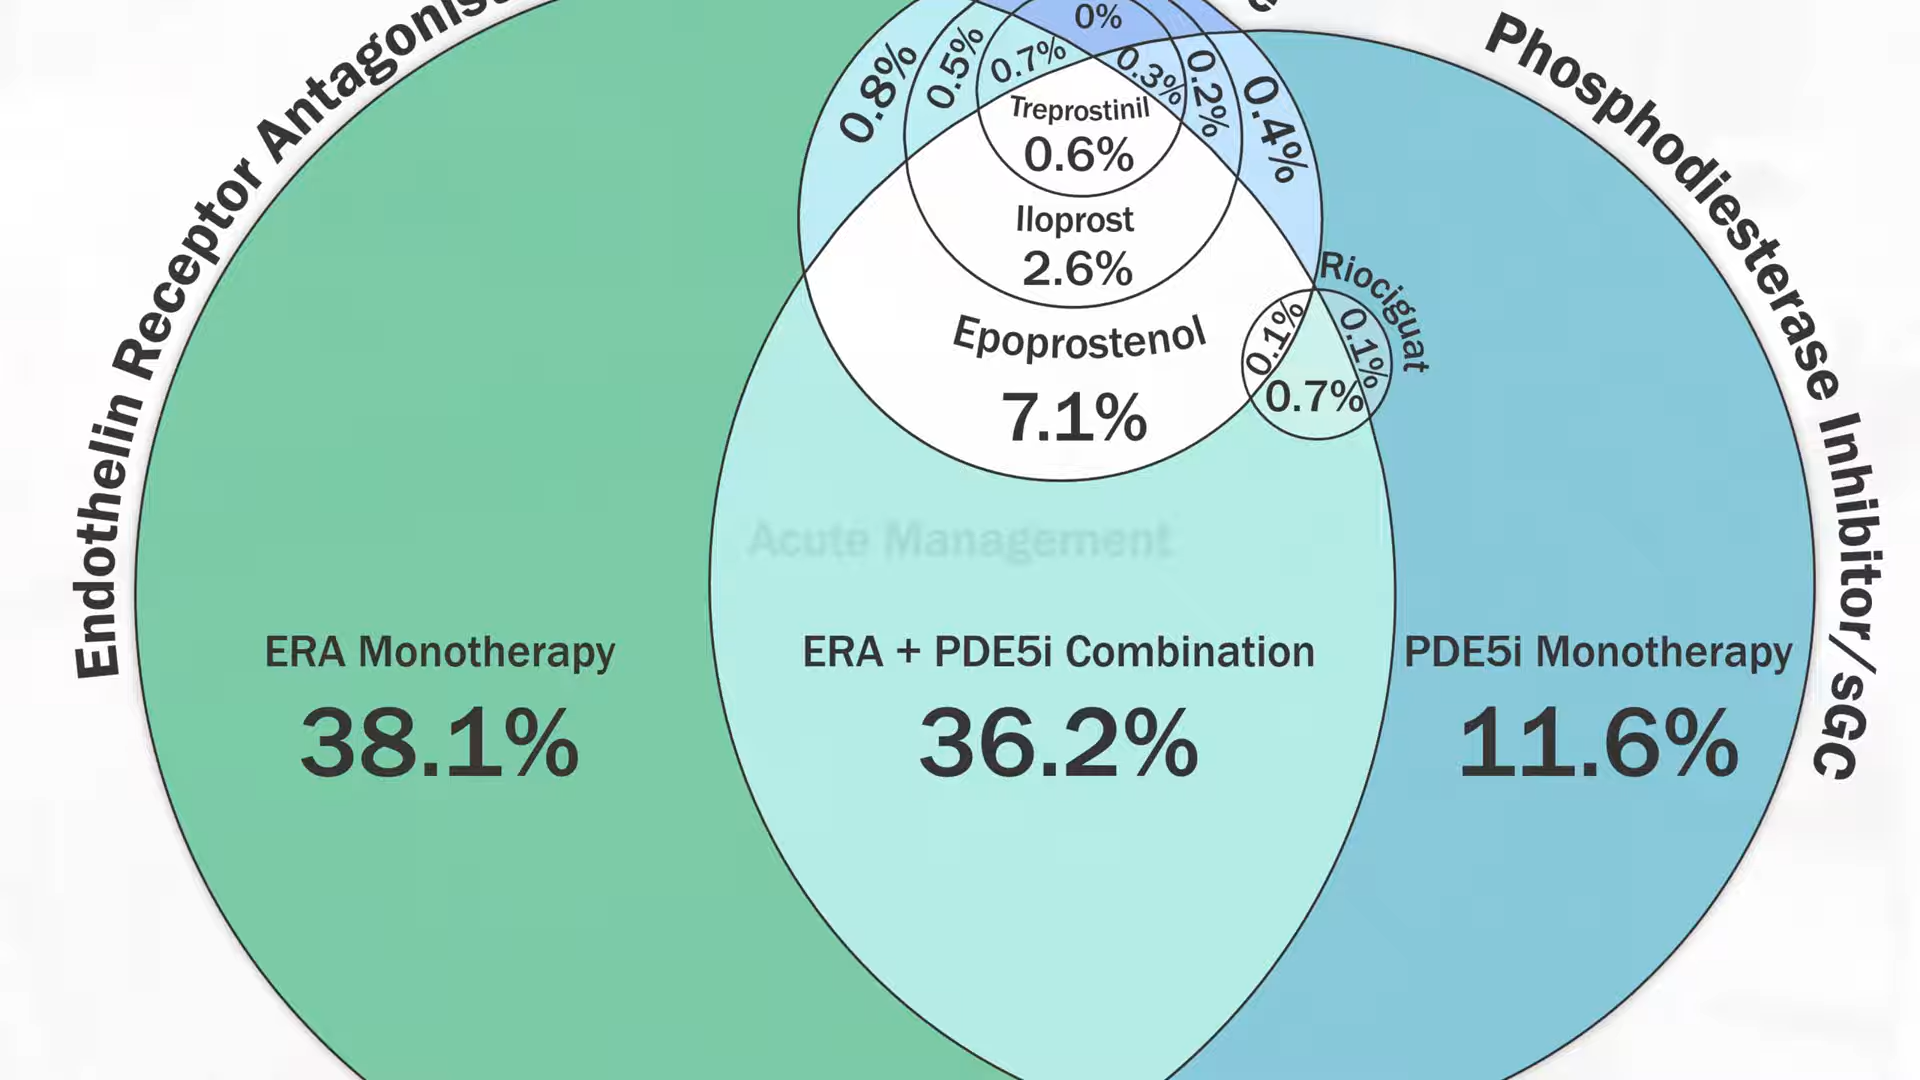 Endothelin Receptor
Phosphodiesterase Inhibitor/sGC
0%
0.8%
0.5%
0.7%
0.3%
0.2%
0.4%
Treprostinil
0.6%
Iloprost
2.6%
Epoprostenol
7.1%
Riociguat
0.1%
0.1%
0.7%
Acute Management
ERA Monotherapy
38.1%
ERA + PDE5i Combination
36.2%
PDE5i Monotherapy
11.6%